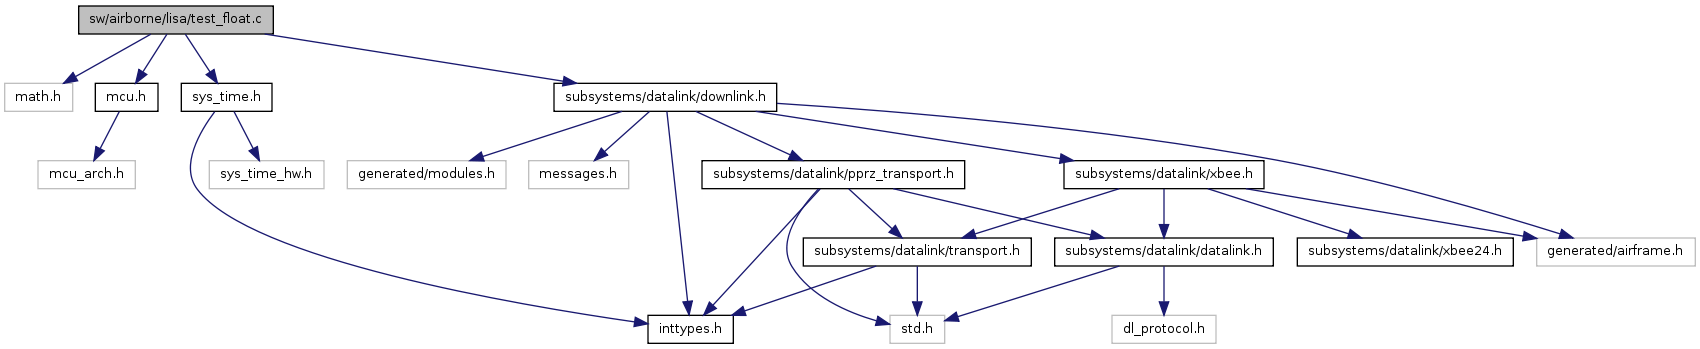 sw/airborne/lisa/test_float.c
math.h
mcu.h
sys_time.h
subsystems/datalink/downlink.h
mcu_arch.h
sys_time_hw.h
generated/modules.h
messages.h
subsystems/datalink/pprz_transport.h
subsystems/datalink/xbee.h
subsystems/datalink/transport.h
subsystems/datalink/datalink.h
subsystems/datalink/xbee24.h
generated/airframe.h
inttypes.h
std.h
dl_protocol.h